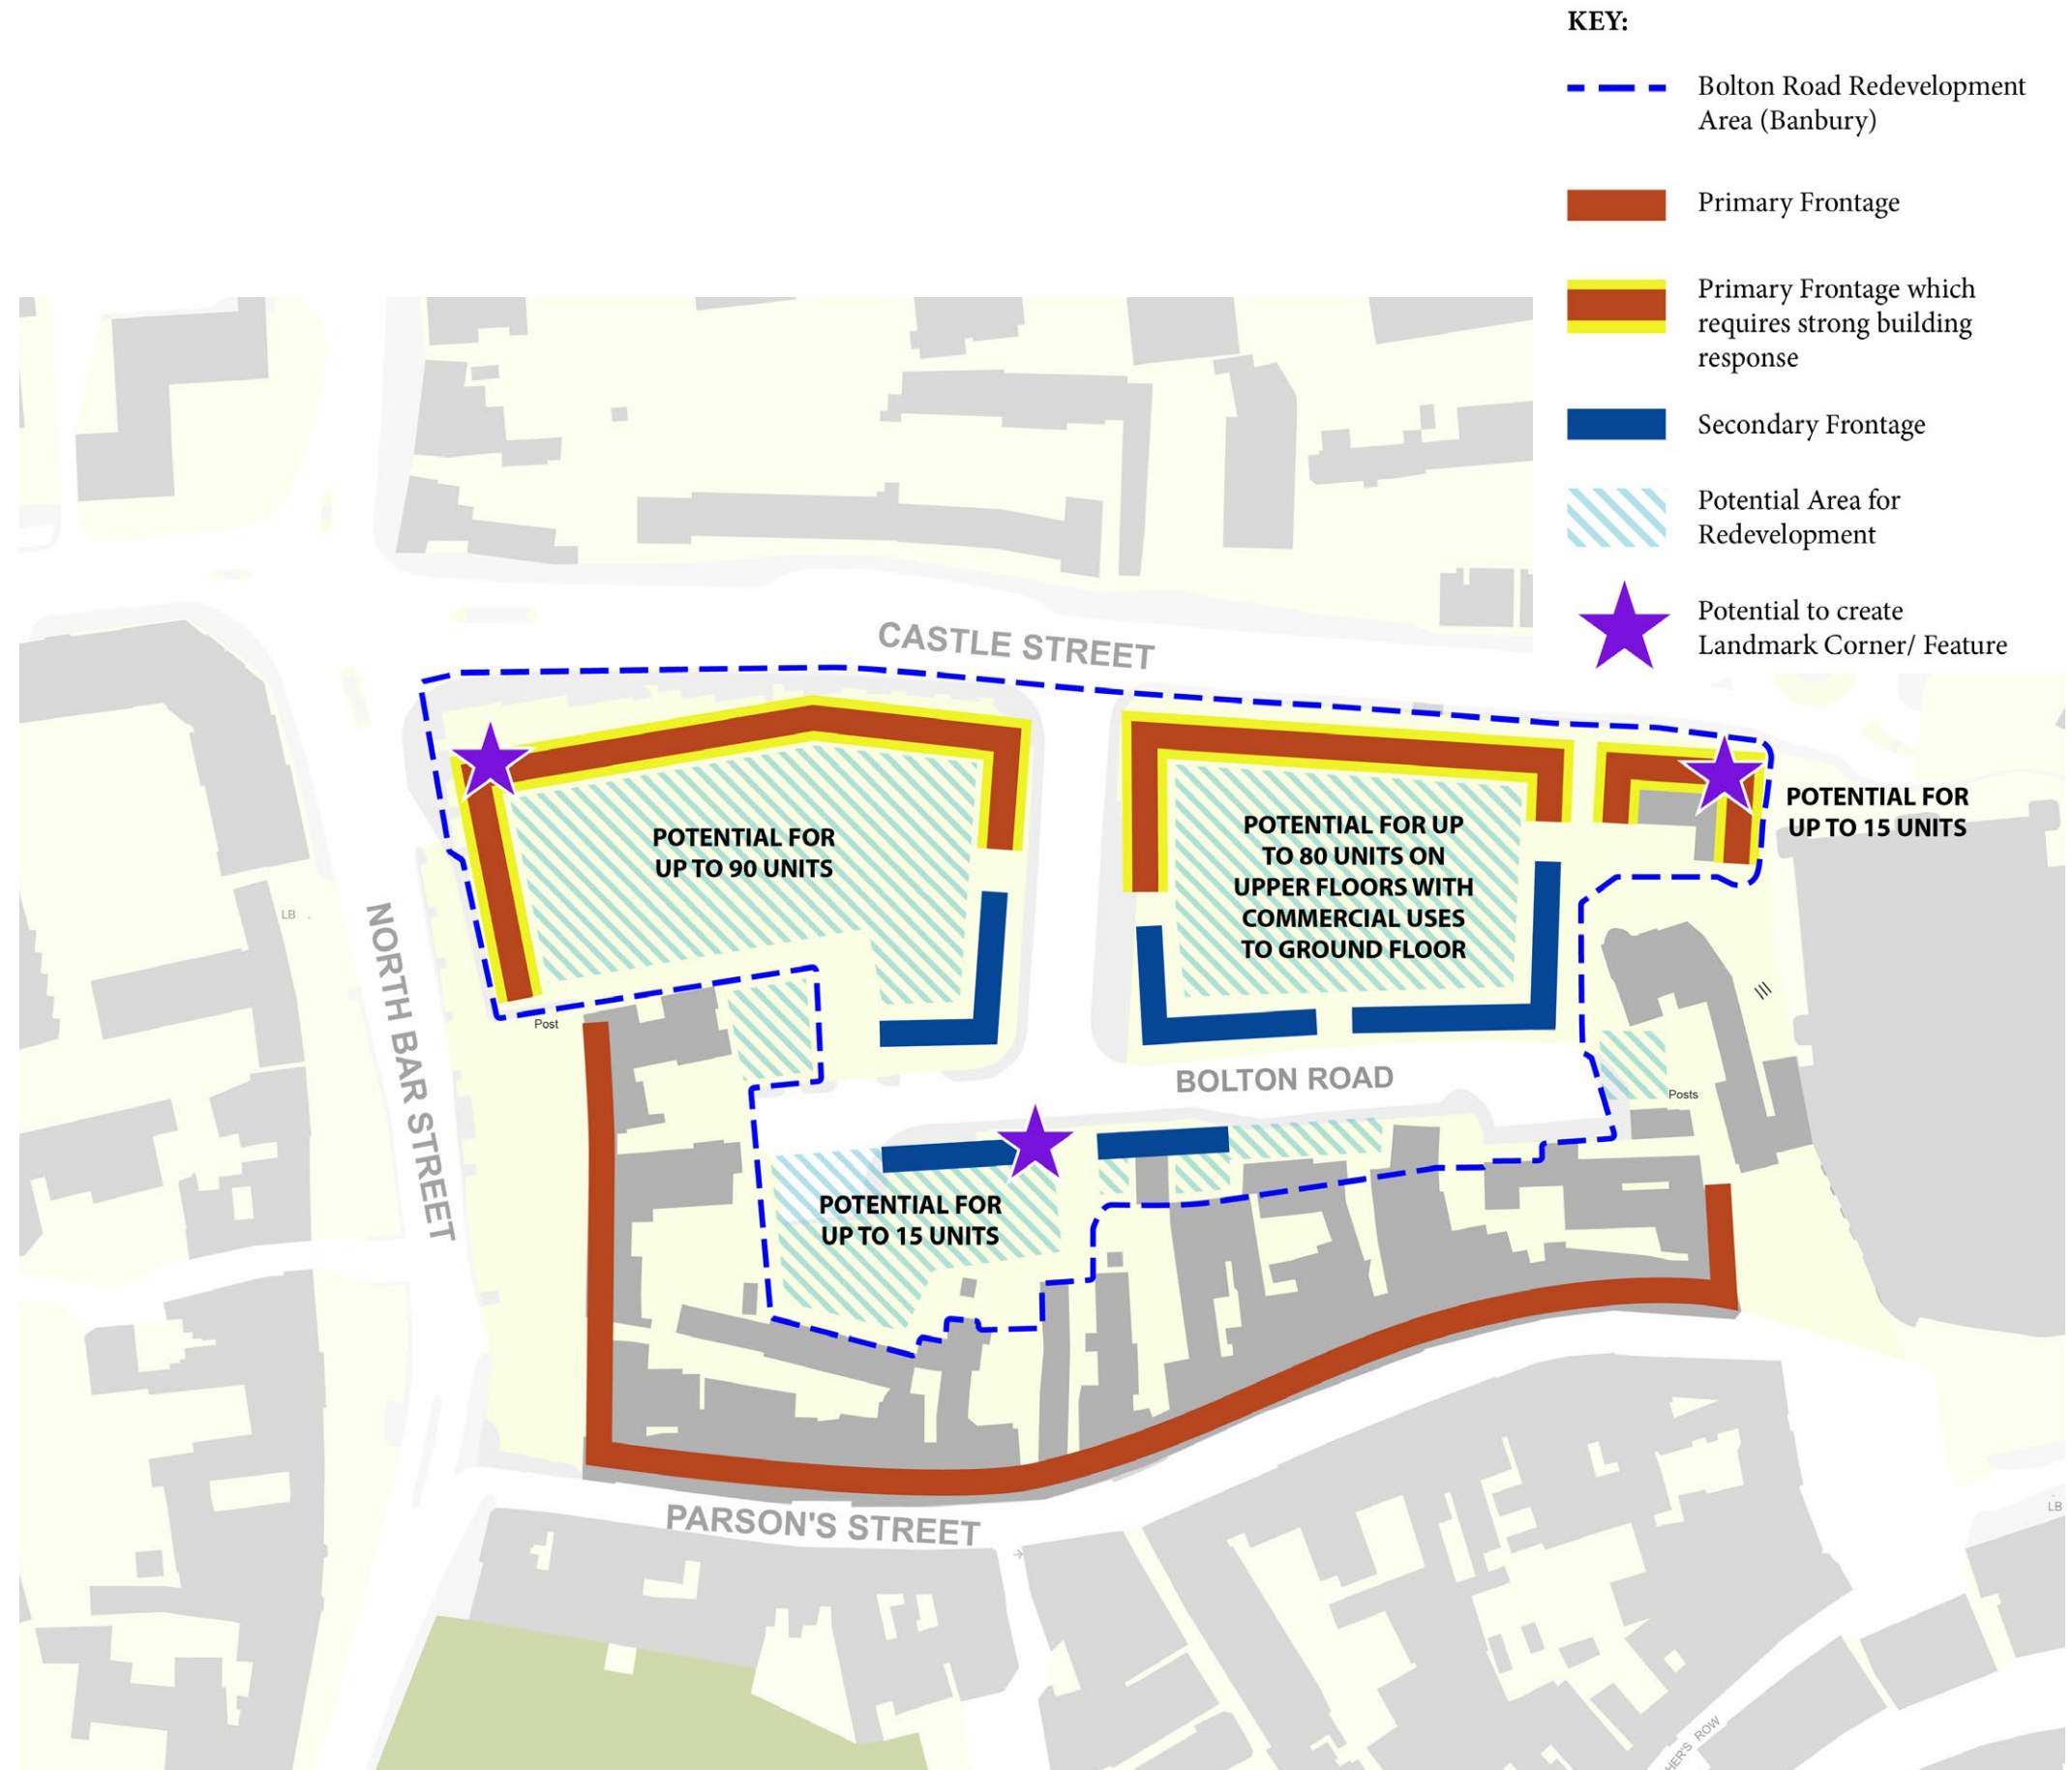 KEY:
Bolton Road Redevelopment
Area (Banbury)
Primary Frontage
Primary Frontage which
requires strong building
response
Secondary Frontage
Potential Area for
Redevelopment
Potential to create
Landmark Corner/ Feature
CASTLE STREET
POTENTIAL FOR
UP TO 90 UNITS
POTENTIAL FOR UP
TO 80 UNITS ON
UPPER FLOORS WITH
COMMERCIAL USES
TO GROUND FLOOR
POTENTIAL FOR
UP TO 15 UNITS
LB
NORTH BAR STREET
Post
BOLTON ROAD
Posts
POTENTIAL FOR
UP TO 15 UNITS
PARSON'S STREET
LB
HER'S ROW